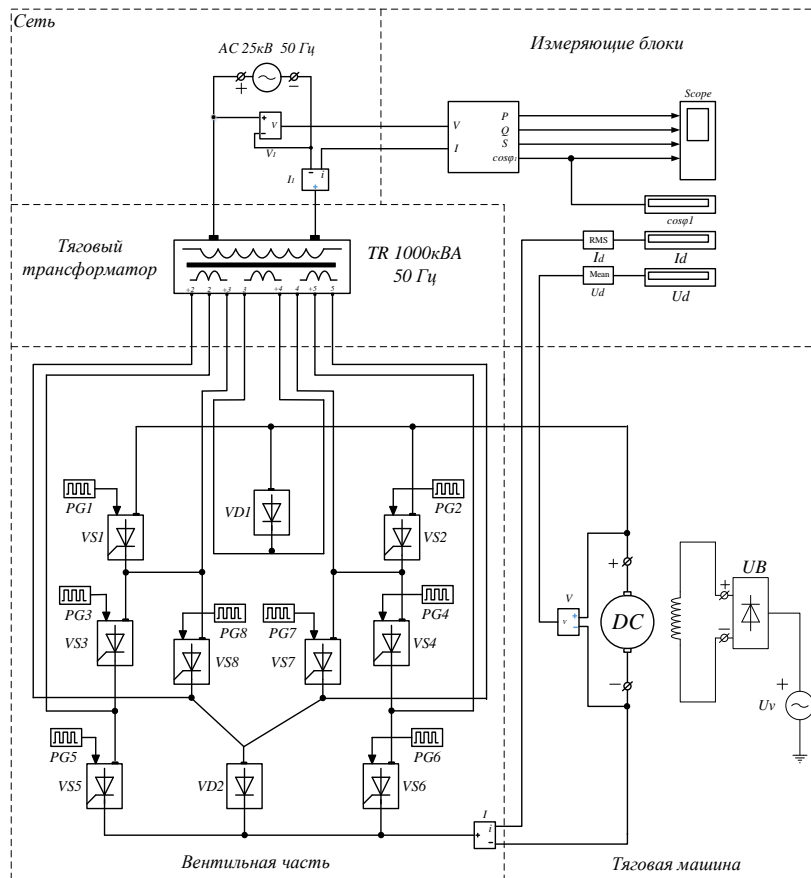 Сеть
AC 25кВ 50 Гц
Измеряющие блоки
Scope
+
−
+
−
V
V1
V
I
P
Q
S
cosφ1
−
i
+
I1
cosφ1
Тяговый
трансформатор
TR 1000кВА
50 Гц
RMS
Id
Id
Mean
Ud
Ud
+2
2
+3
3
+4
4
+5
5
PG1
VS1
VD1
PG2
VS2
PG3
VS3
PG8
VS8
PG7
VS7
PG4
VS4
V
v
+
−
+
DC
−
+
−
UB
+
Uv
PG5
VS5
VD2
PG6
VS6
I
+
i
−
Вентильная часть
Тяговая машина